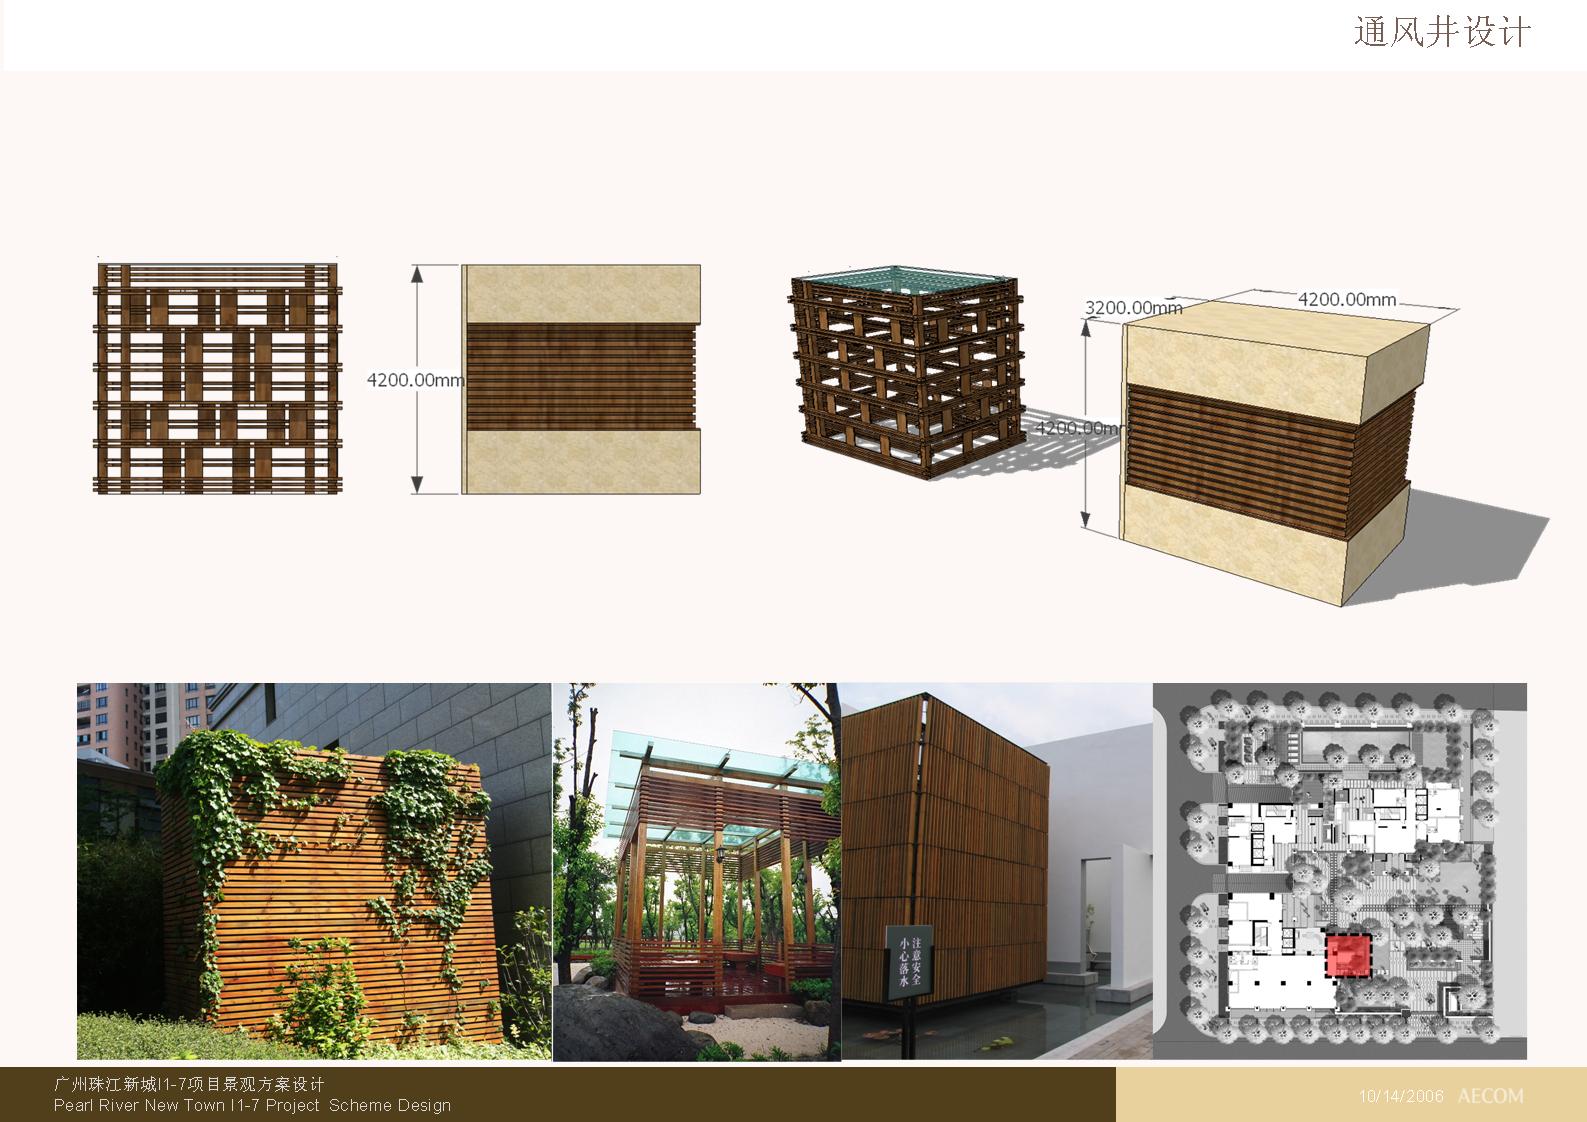 通风井设计
4200.00mm
3200.00mm
4200.00mm
4200.00mm
小心落水
注意安全
广州珠江新城I1-7项目景观方案设计
Pearl River New Town I1-7 Project Scheme Design
10/14/2006 AECOM